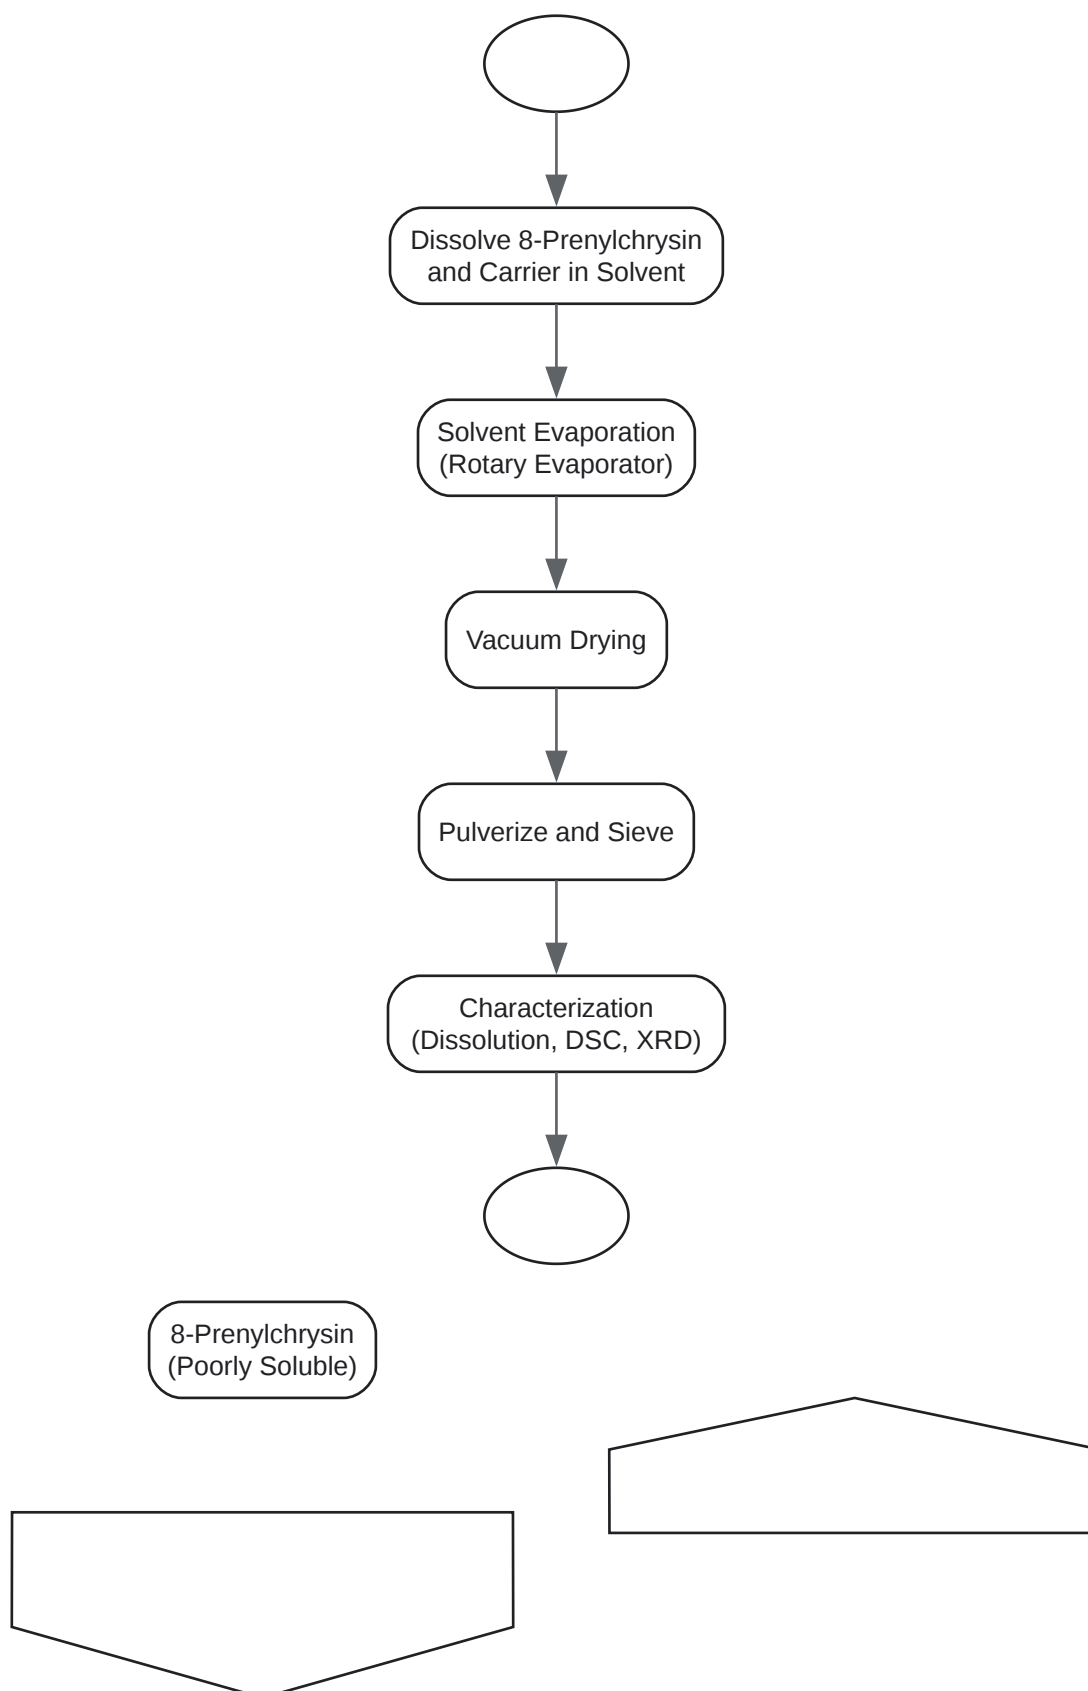 Dissolve 8-Prenylchrysin
and Carrier in Solvent
Solvent Evaporation
(Rotary Evaporator)
Vacuum Drying
Pulverize and Sieve
Characterization
(Dissolution, DSC, XRD)
8-Prenylchrysin
(Poorly Soluble)